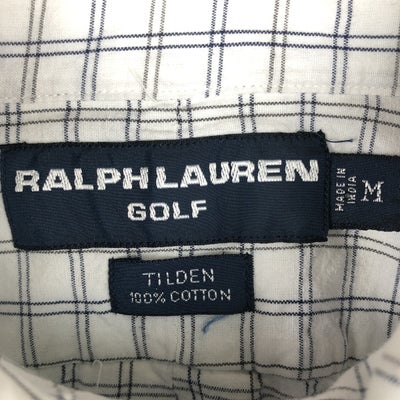 RALPH LAUREN
GOLF
MADE IN
INDIA
M
TILDEN
100% COTTON